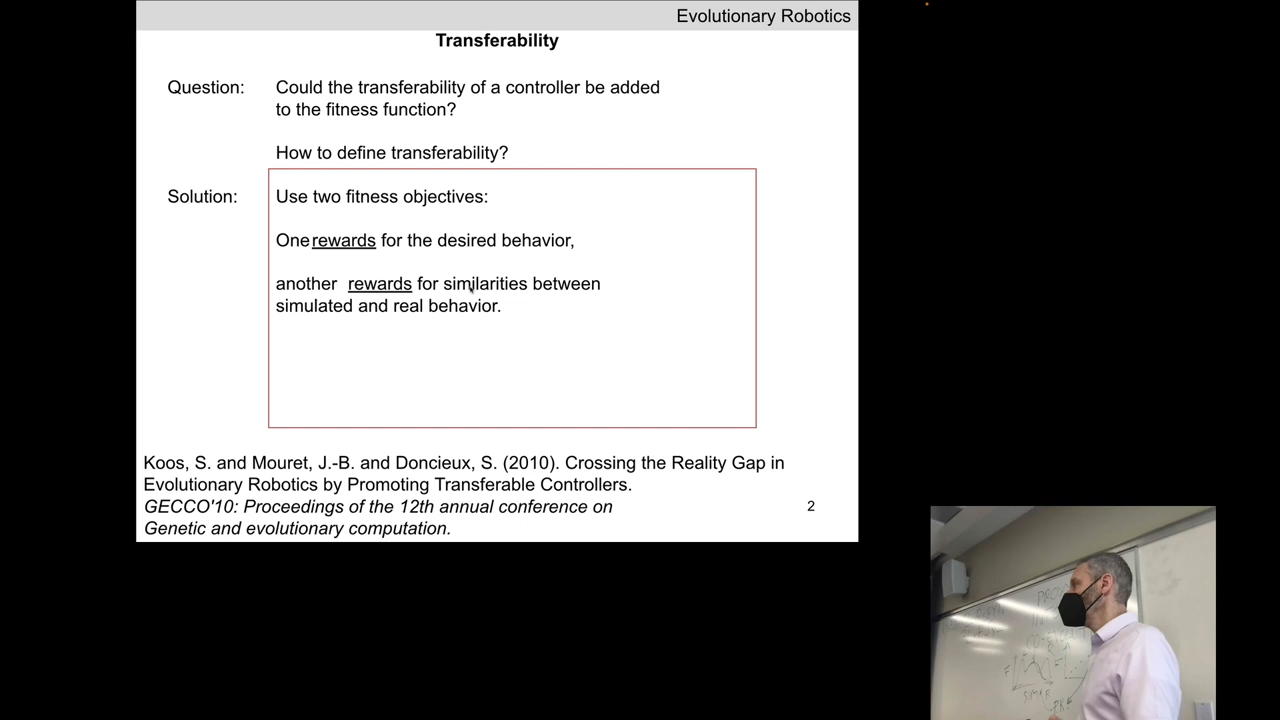 Evolutionary Robotics
Transferability
Question: Could the transferability of a controller be added
to the fitness function?
How to define transferability?
Solution: Use two fitness objectives:
One rewards for the desired behavior,
another rewards for similarities between
simulated and real behavior.
Koos, S. and Mouret, J.-B. and Doncieux, S. (2010). Crossing the Reality Gap in
Evolutionary Robotics by Promoting Transferable Controllers.
GECCO'10: Proceedings of the 12th annual conference on
Genetic and evolutionary computation.
2